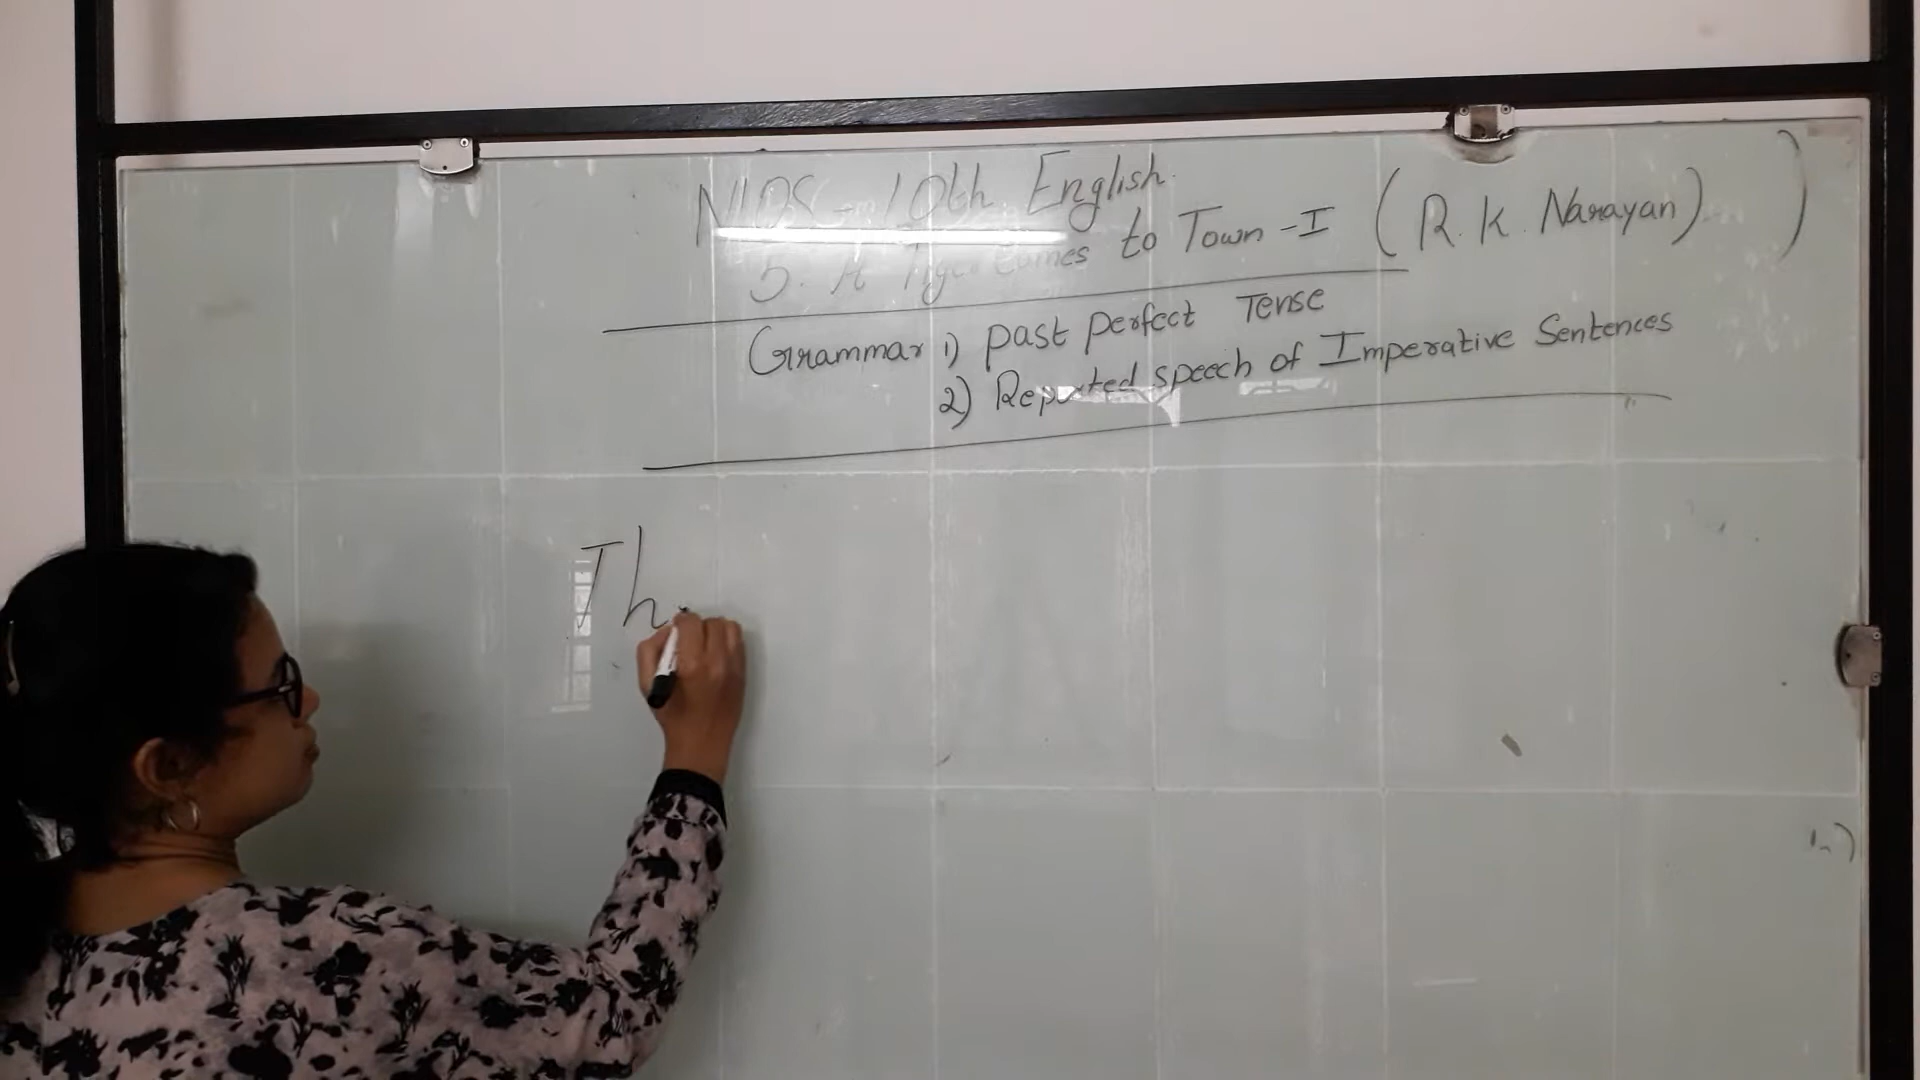 NIOS - 10th English.
5. A Tiger Comes to Town - I ( R. K. Narayan) )
Grammar 1) Past Perfect Tense
2) Reported speech of Imperative Sentences
Th